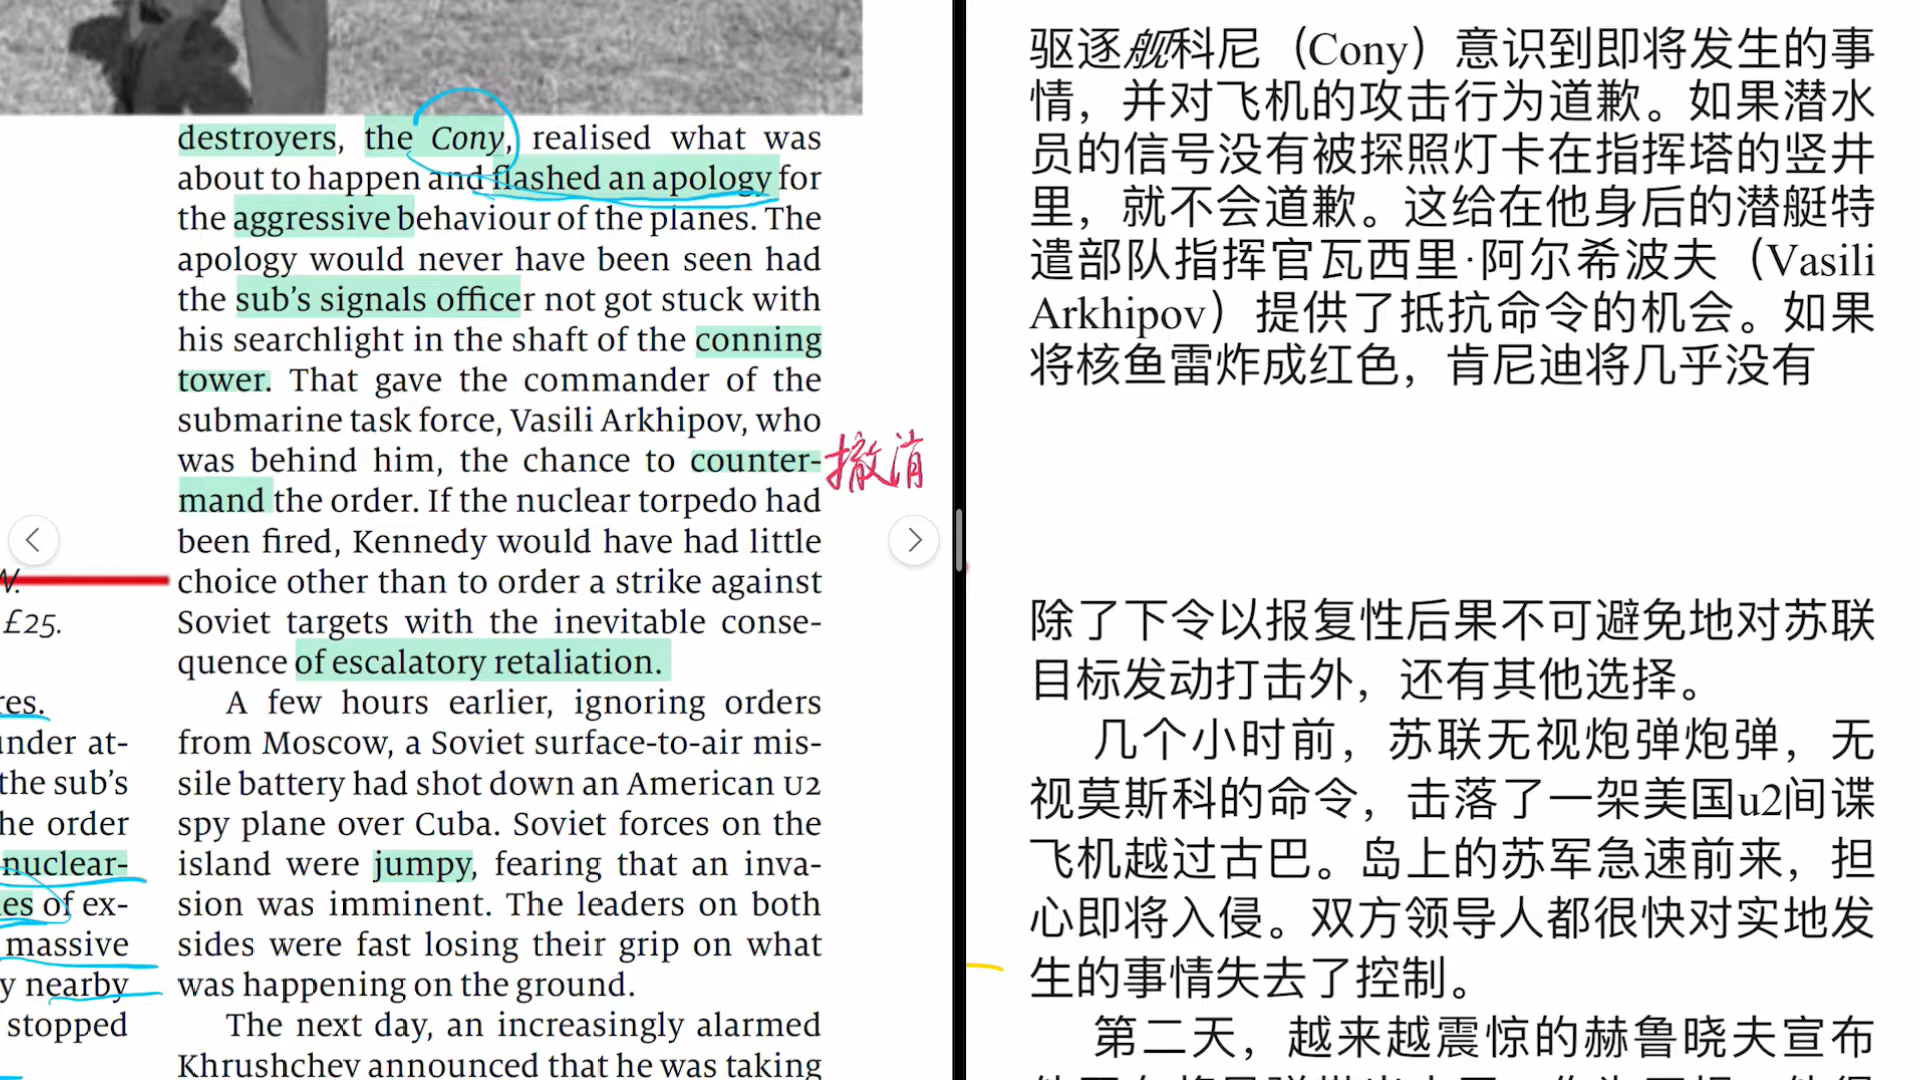 W.
£25.
res.
under at-
the sub's
he order
nuclear-
es of ex-
massive
y nearby
stopped
destroyers, the Cony, realised what was
about to happen and flashed an apology for
the aggressive behaviour of the planes. The
apology would never have been seen had
the sub's signals officer not got stuck with
his searchlight in the shaft of the conning
tower. That gave the commander of the
submarine task force, Vasili Arkhipov, who
was behind him, the chance to counter-
mand the order. If the nuclear torpedo had
been fired, Kennedy would have had little
choice other than to order a strike against
Soviet targets with the inevitable conse-
quence of escalatory retaliation.
A few hours earlier, ignoring orders
from Moscow, a Soviet surface-to-air mis-
sile battery had shot down an American U2
spy plane over Cuba. Soviet forces on the
island were jumpy, fearing that an inva-
sion was imminent. The leaders on both
sides were fast losing their grip on what
was happening on the ground.
The next day, an increasingly alarmed
Khrushchev announced that he was taking
撤消
驱逐舰科尼（Cony）意识到即将发生的事
情，并对飞机的攻击行为道歉。如果潜水
员的信号没有被探照灯卡在指挥塔的竖井
里，就不会道歉。这给在他身后的潜艇特
遣部队指挥官瓦西里·阿尔希波夫（Vasili
Arkhipov）提供了抵抗命令的机会。如果
将核鱼雷炸成红色，肯尼迪将几乎没有
除了下令以报复性后果不可避免地对苏联
目标发动打击外，还有其他选择。
几个小时前，苏联无视炮弹炮弹，无
视莫斯科的命令，击落了一架美国u2间谍
飞机越过古巴。岛上的苏军急速前来，担
心即将入侵。双方领导人都很快对实地发
生的事情失去了控制。
第二天，越来越震惊的赫鲁晓夫宣布